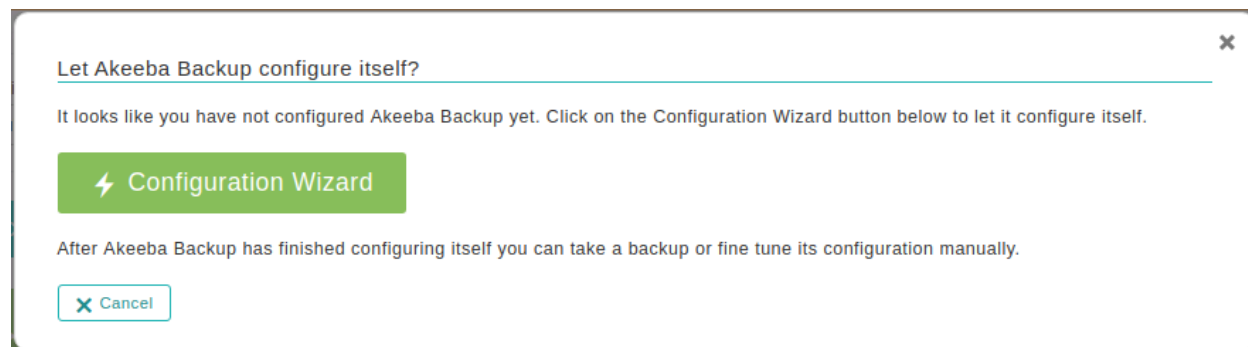 Let Akeeba Backup configure itself?
It looks like you have not configured Akeeba Backup yet. Click on the Configuration Wizard button below to let it configure itself.
Configuration Wizard
After Akeeba Backup has finished configuring itself you can take a backup or fine tune its configuration manually.
Cancel